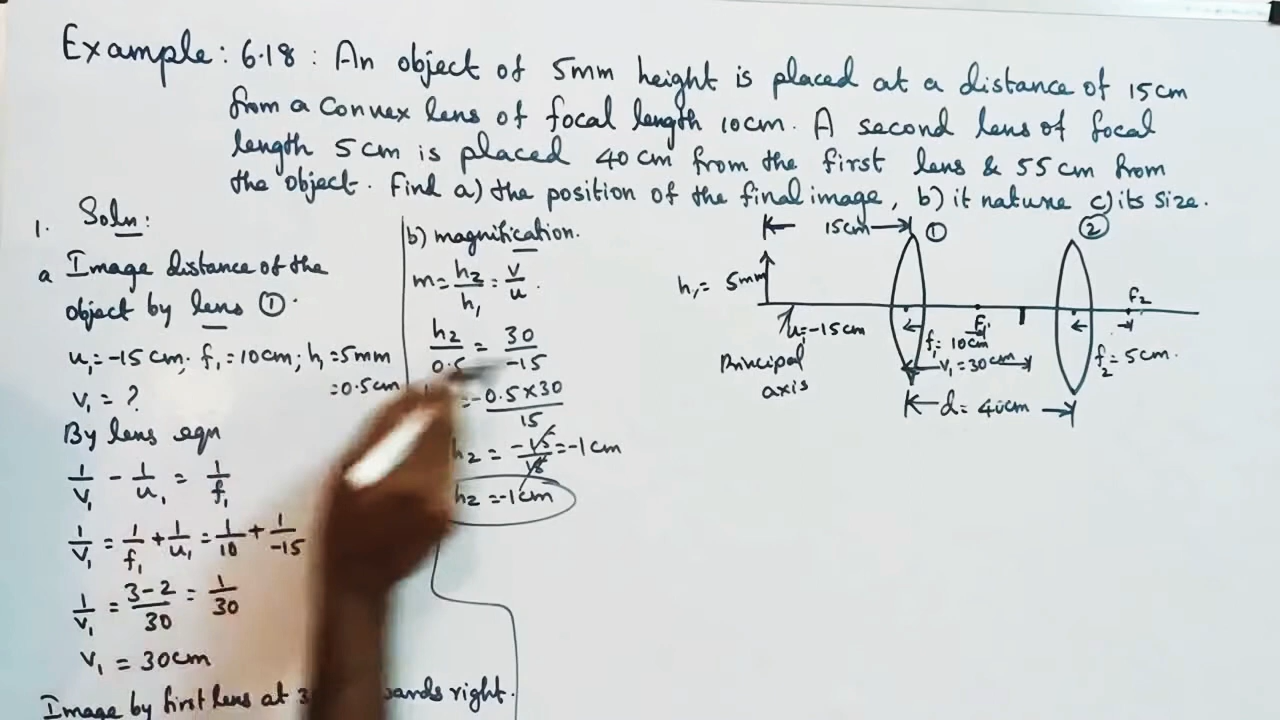 Example: 6.18 : An object of 5mm height is placed at a distance of 15cm
from a convex lens of focal length 10cm. A second lens of focal
length 5cm is placed 40cm from the first lens & 55cm from
the object. Find a) the position of the final image, b) it nature c) its size.
1. Soln:
a Image distance of the
object by lens ①.
u₁=-15cm; f₁=10cm; h₁=5mm
=0.5cm
v₁ = ?
By lens eqn
1/v₁ - 1/u₁ = 1/f₁
1/v₁ = 1/f₁ + 1/u₁ = 1/10 + 1/-15
1/v₁ = 3-2/30 = 1/30
v₁ = 30cm
Image by first lens at right.
b) magnification.
m = h₂/h₁ = v/u.
h₂/0.5 = 30/-15
= -0.5×30/15
h₂ = -15/15 = -1cm
h₂ = -1cm
15cm
①
②
h₁= 5mm
u₁=-15cm
Principal
axis
F₁
f₁=10cm
v₁=30cm
F₂
f₂=5cm.
d= 40cm